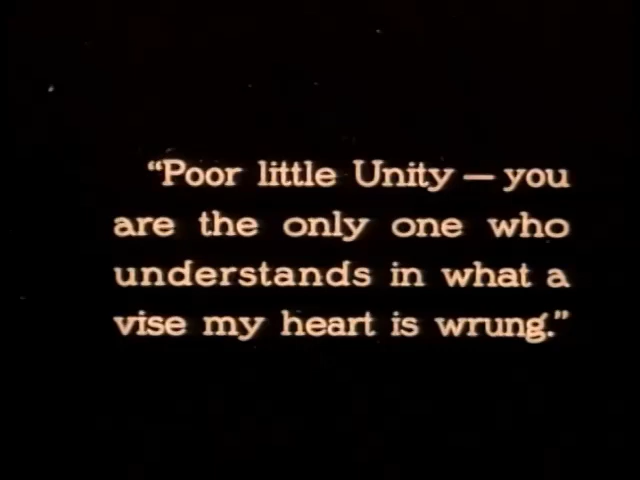 “Poor little Unity — you
are the only one who
understands in what a
vise my heart is wrung.”